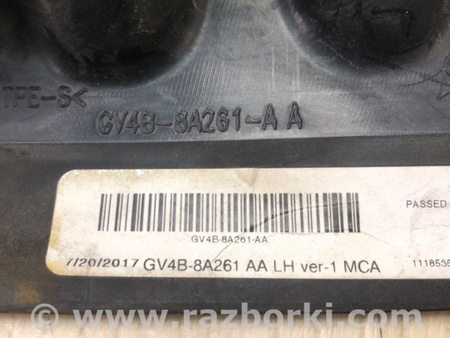 TPE-S<
GV4B-8A261-A A
PASSED
GV4B-8A261-AA
7/20/2017 GV4B-8A261 AA LH ver-1 MCA
1118535
www.razborki.com